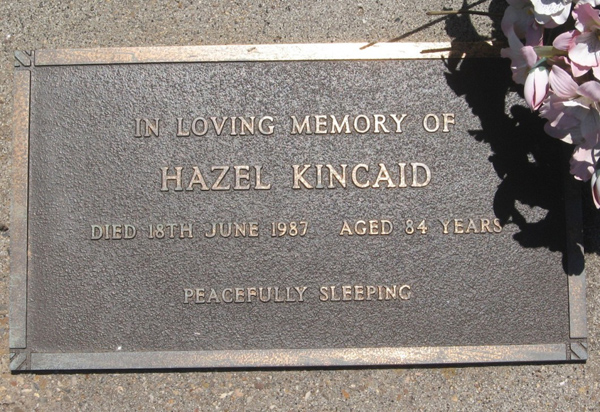 IN LOVING MEMORY OF
HAZEL KINCAID
DIED 18TH JUNE 1987 AGED 84 YEARS
PEACEFULLY SLEEPING